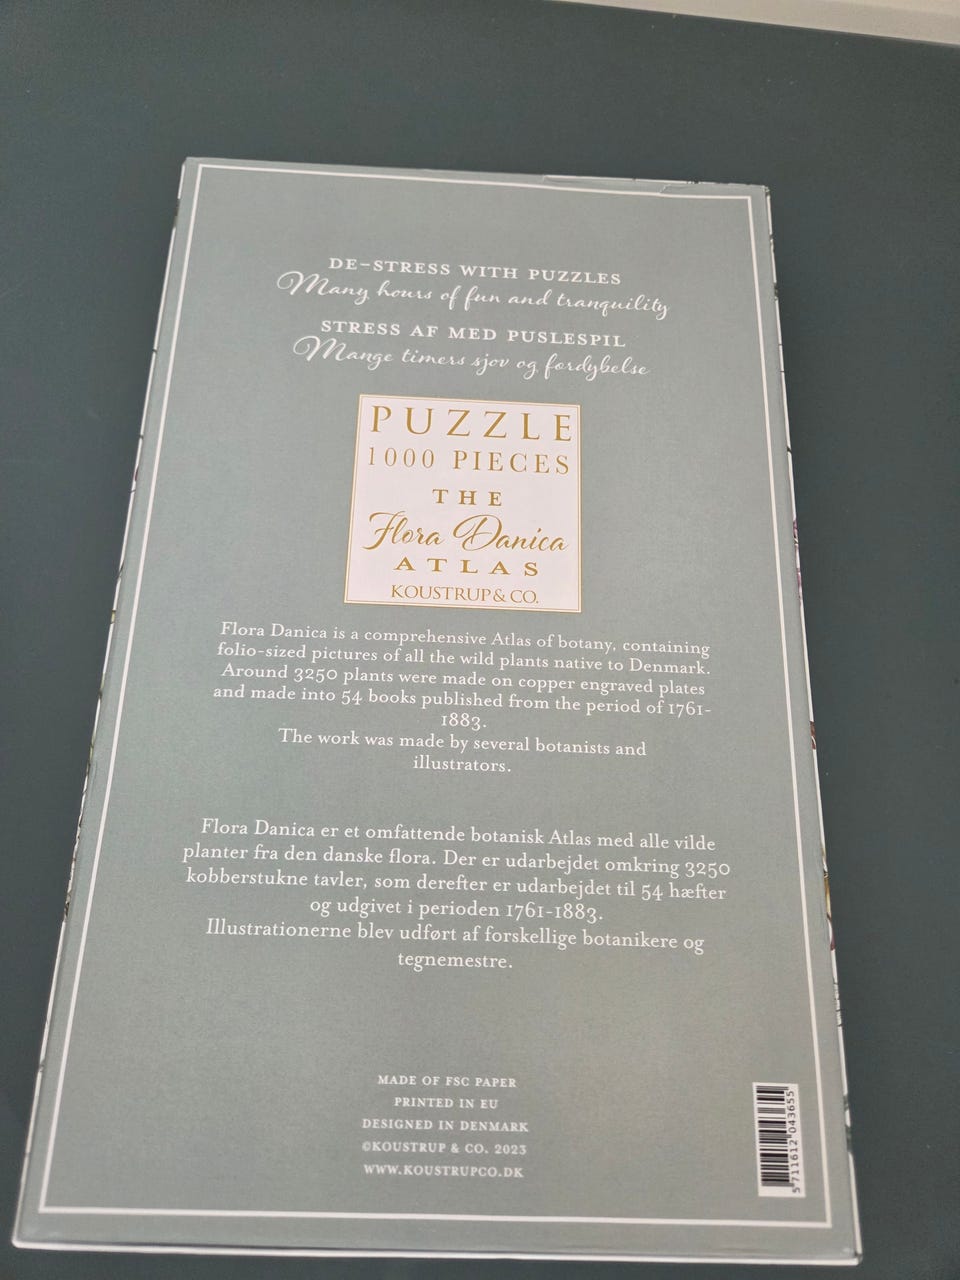 DE-STRESS WITH PUZZLES
Many hours of fun and tranquility
STRESS AF MED PUSLESPIL
Mange timers sjov og fordybelse
PUZZLE
1000 PIECES
THE
Flora Danica
ATLAS
KOUSTRUP & CO.
Flora Danica is a comprehensive Atlas of botany, containing
folio-sized pictures of all the wild plants native to Denmark.
Around 3250 plants were made on copper engraved plates
and made into 54 books published from the period of 1761-
1883.
The work was made by several botanists and
illustrators.
Flora Danica er et omfattende botanisk Atlas med alle vilde
planter fra den danske flora. Der er udarbejdet omkring 3250
kobberstukne tavler, som derefter er udarbejdet til 54 hæfter
og udgivet i perioden 1761-1883.
Illustrationerne blev udført af forskellige botanikere og
tegnemestre.
MADE OF FSC PAPER
PRINTED IN EU
DESIGNED IN DENMARK
©KOUSTRUP & CO. 2023
WWW.KOUSTRUPCO.DK
5 711612 043655